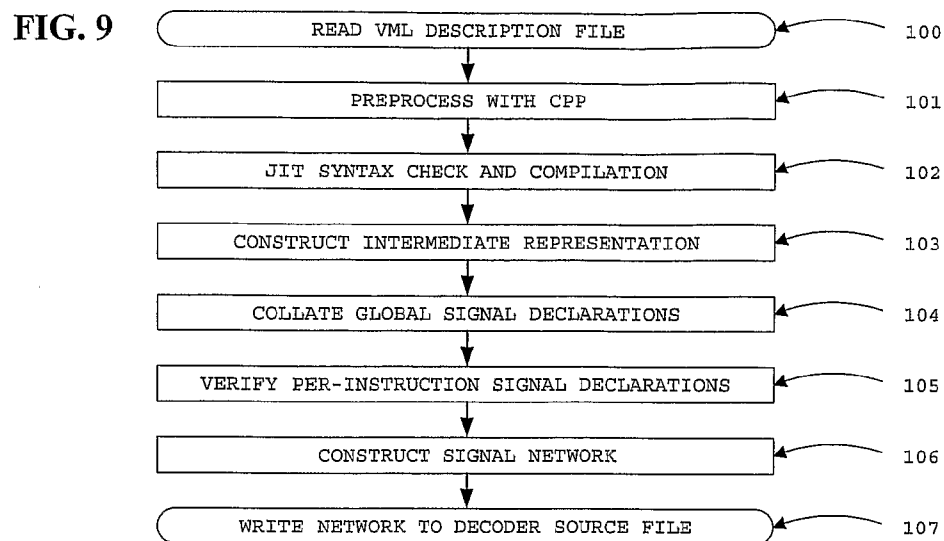 FIG. 9
READ VML DESCRIPTION FILE 100
PREPROCESS WITH CPP 101
JIT SYNTAX CHECK AND COMPILATION 102
CONSTRUCT INTERMEDIATE REPRESENTATION 103
COLLATE GLOBAL SIGNAL DECLARATIONS 104
VERIFY PER-INSTRUCTION SIGNAL DECLARATIONS 105
CONSTRUCT SIGNAL NETWORK 106
WRITE NETWORK TO DECODER SOURCE FILE 107